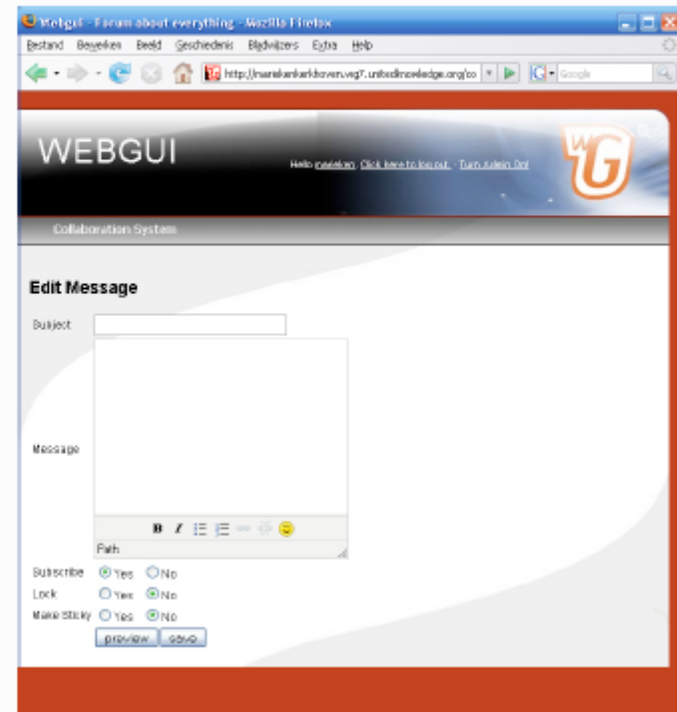 Webgui - Forum about everything - Mozilla Firefox
Bestand Bewerken Beeld Geschiedenis Bladwijzers Extra Help
Google
WEBGUI
Hello marieken. Click here to log out. - Turn Admin On!
WG
Collaboration System
Edit Message
Subject
Message
B I
Path
Subscribe Yes No
Lock Yes No
Make Sticky Yes No
preview save